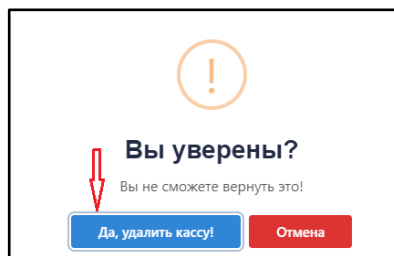 Вы уверены?
Вы не сможете вернуть это!
Да, удалить кассу! Отмена